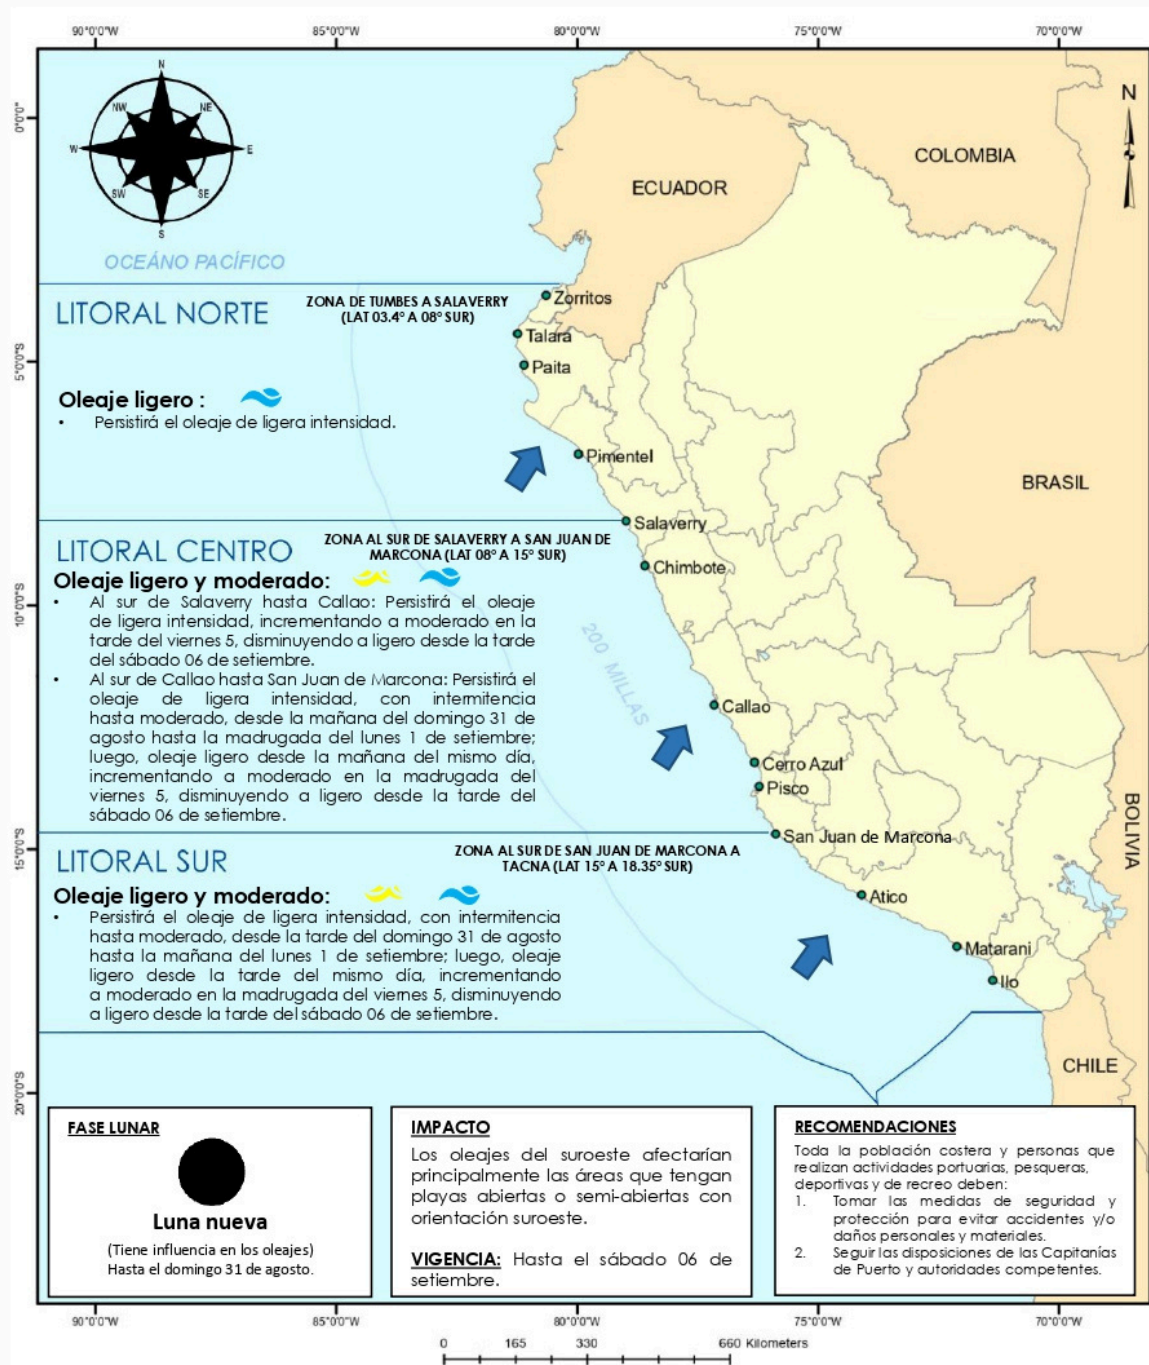 90°0'0"W 85°0'0"W 80°0'0"W 75°0'0"W 70°0'0"W
N
NW NE
W E
SW SE
S
N
0°0'0"
COLOMBIA
ECUADOR
OCEÁNO PACÍFICO
LITORAL NORTE
ZONA DE TUMBES A SALAVERRY
(LAT 03.4° A 08° SUR)
Zorritos
Talara
Paita
5°0'0"S
Oleaje ligero :
• Persistirá el oleaje de ligera intensidad.
Pimentel
BRASIL
Salaverry
LITORAL CENTRO
ZONA AL SUR DE SALAVERRY A SAN JUAN DE
MARCONA (LAT 08° A 15° SUR)
Chimbote
Oleaje ligero y moderado:
• Al sur de Salaverry hasta Callao: Persistirá el oleaje
de ligera intensidad, incrementando a moderado en la
tarde del viernes 5, disminuyendo a ligero desde la tarde
del sábado 06 de setiembre.
• Al sur de Callao hasta San Juan de Marcona: Persistirá el
oleaje de ligera intensidad, con intermitencia
hasta moderado, desde la mañana del domingo 31 de
agosto hasta la madrugada del lunes 1 de setiembre;
luego, oleaje ligero desde la mañana del mismo día,
incrementando a moderado en la madrugada del
viernes 5, disminuyendo a ligero desde la tarde del
sábado 06 de setiembre.
10°0'0"S
200 MILLAS
Callao
Cerro Azul
Pisco
San Juan de Marcona
BOLIVIA
15°0'0"S
LITORAL SUR
ZONA AL SUR DE SAN JUAN DE MARCONA A
TACNA (LAT 15° A 18.35° SUR)
Oleaje ligero y moderado:
• Persistirá el oleaje de ligera intensidad, con intermitencia
hasta moderado, desde la tarde del domingo 31 de agosto
hasta la mañana del lunes 1 de setiembre; luego, oleaje
ligero desde la tarde del mismo día, incrementando
a moderado en la madrugada del viernes 5, disminuyendo
a ligero desde la tarde del sábado 06 de setiembre.
Atico
Matarani
Ilo
CHILE
20°0'0"S
FASE LUNAR
Luna nueva
(Tiene influencia en los oleajes)
Hasta el domingo 31 de agosto.
IMPACTO
Los oleajes del suroeste afectarían
principalmente las áreas que tengan
playas abiertas o semi-abiertas con
orientación suroeste.
VIGENCIA: Hasta el sábado 06 de
setiembre.
RECOMENDACIONES
Toda la población costera y personas que
realizan actividades portuarias, pesqueras,
deportivas y de recreo deben:
1. Tomar las medidas de seguridad y
protección para evitar accidentes y/o
daños personales y materiales.
2. Seguir las disposiciones de las Capitanías
de Puerto y autoridades competentes.
90°0'0"W 85°0'0"W 80°0'0"W 75°0'0"W 70°0'0"W
0 165 330 660 Kilometers